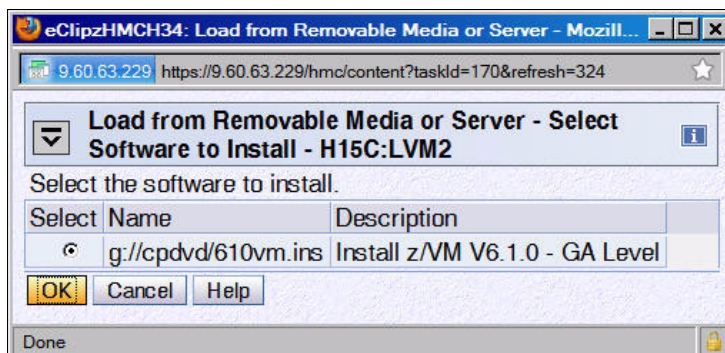 eClipzHMCH34: Load from Removable Media or Server - Mozill...
9.60.63.229 https://9.60.63.229/hmc/content?taskId=170&refresh=324
Load from Removable Media or Server - Select
Software to Install - H15C:LVM2
Select the software to install.
Select Name Description
g://cpdvd/610vm.ins Install z/VM V6.1.0 - GA Level
OK Cancel Help
Done